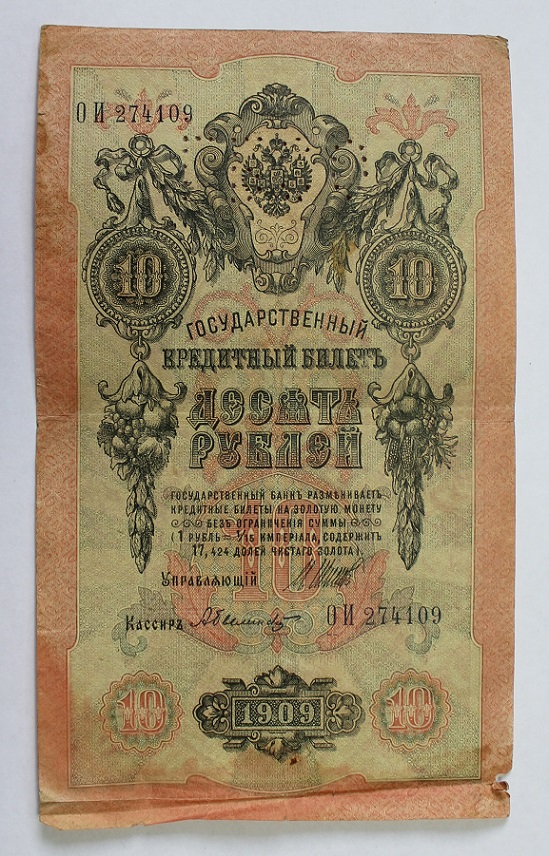 ОИ 274109
10 10
ГОСУДАРСТВЕННЫЙ
КРЕДИТНЫЙ БИЛЕТЪ
ДЕСЯТЬ
РУБЛЕЙ
ГОСУДАРСТВЕННЫЙ БАНКЪ РАЗМѢНИВАЕТЪ
КРЕДИТНЫЕ БИЛЕТЫ НА ЗОЛОТУЮ МОНЕТУ
БЕЗЪ ОГРАНИЧЕНІЯ СУММЫ
(1 РУБЛЬ = 1/15 ИМПЕРІАЛА, СОДЕРЖИТЪ
17,424 ДОЛЕЙ ЧИСТАГО ЗОЛОТА).
10
УПРАВЛЯЮЩІЙ
КАССИРЪ
ОИ 274109
10 1909 10